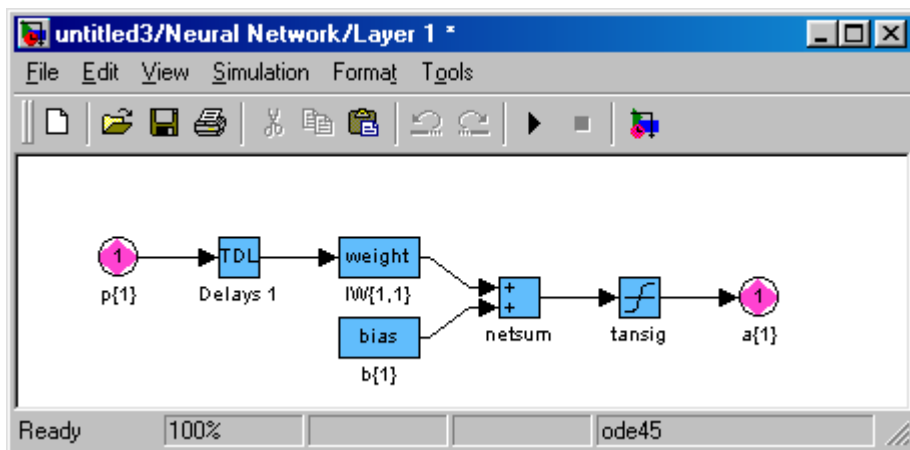 untitled3/Neural Network/Layer 1 *
File Edit View Simulation Format Tools
1 TDL weight
p{1} Delays 1 IW{1,1}
+
+
1
bias netsum tansig a{1}
b{1}
Ready 100% ode45